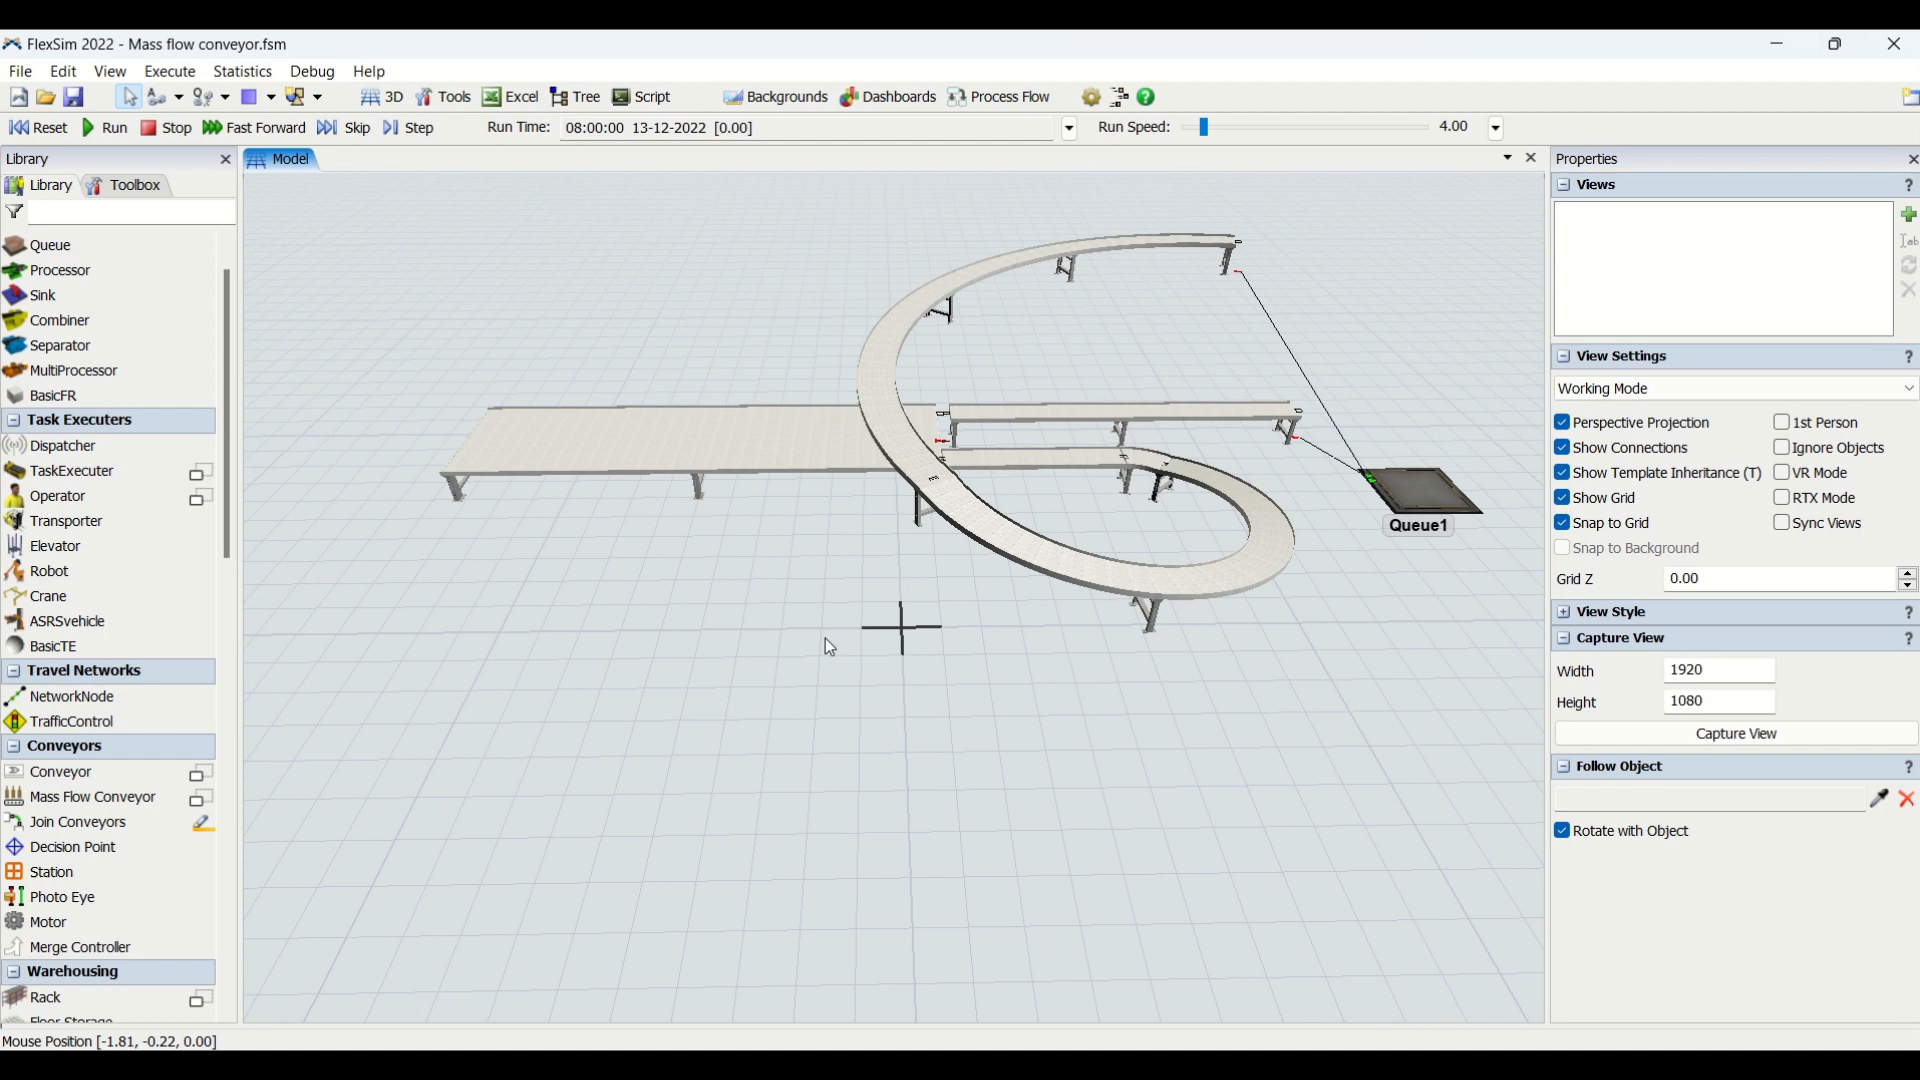 FlexSim 2022 - Mass flow conveyor.fsm
File Edit View Execute Statistics Debug Help
3D Tools Excel Tree Script Backgrounds Dashboards Process Flow
Reset Run Stop Fast Forward Skip Step Run Time: 08:00:00 13-12-2022 [0.00] Run Speed: 4.00
Library
Library Toolbox
Queue
Processor
Sink
Combiner
Separator
MultiProcessor
BasicFR
Task Executers
Dispatcher
TaskExecuter
Operator
Transporter
Elevator
Robot
Crane
ASRSvehicle
BasicTE
Travel Networks
NetworkNode
TrafficControl
Conveyors
Conveyor
Mass Flow Conveyor
Join Conveyors
Decision Point
Station
Photo Eye
Motor
Merge Controller
Warehousing
Rack
Floor Storage
Model
Queue1
Properties
Views
View Settings
Working Mode
Perspective Projection 1st Person
Show Connections Ignore Objects
Show Template Inheritance (T) VR Mode
Show Grid RTX Mode
Snap to Grid Sync Views
Snap to Background
Grid Z 0.00
View Style
Capture View
Width 1920
Height 1080
Capture View
Follow Object
Rotate with Object
Mouse Position [-1.81, -0.22, 0.00]